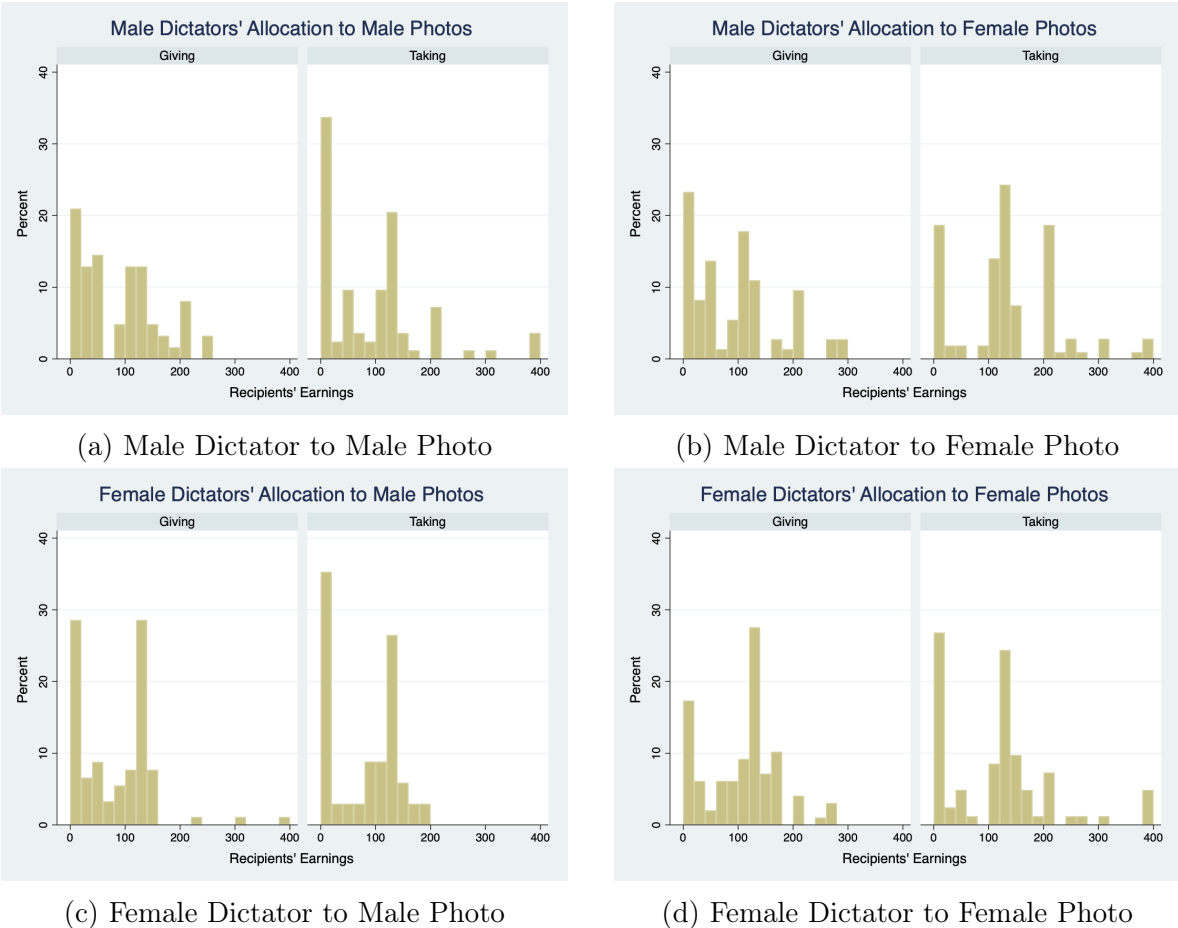 Male Dictators' Allocation to Male Photos
Giving Taking
Percent
40
30
20
10
0
0 100 200 300 400 0 100 200 300 400
Recipients' Earnings
(a) Male Dictator to Male Photo
Male Dictators' Allocation to Female Photos
Giving Taking
Percent
40
30
20
10
0
0 100 200 300 400 0 100 200 300 400
Recipients' Earnings
(b) Male Dictator to Female Photo
Female Dictators' Allocation to Male Photos
Giving Taking
Percent
40
30
20
10
0
0 100 200 300 400 0 100 200 300 400
Recipients' Earnings
(c) Female Dictator to Male Photo
Female Dictators' Allocation to Female Photos
Giving Taking
Percent
40
30
20
10
0
0 100 200 300 400 0 100 200 300 400
Recipients' Earnings
(d) Female Dictator to Female Photo